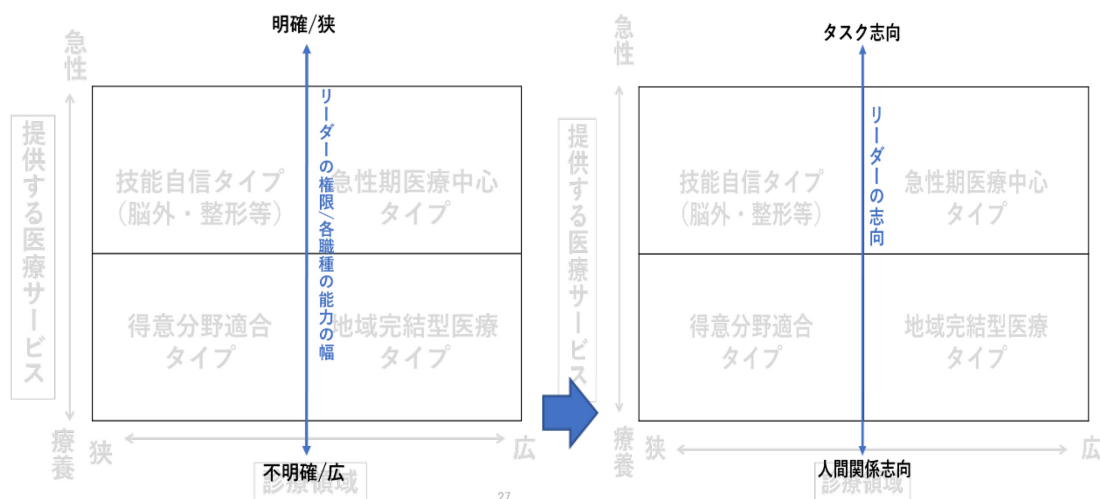 明確/狭
急性
提供する医療サービス
療養
リーダーの権限/各職種の能力の幅
技能自信タイプ
(脳外・整形等)
急性期医療中心
タイプ
得意分野適合
タイプ
地域完結型医療
タイプ
狭
広
不明確/広
診療領域
27
タスク志向
急性
提供する医療サービス
療養
リーダーの志向
技能自信タイプ
(脳外・整形等)
急性期医療中心
タイプ
得意分野適合
タイプ
地域完結型医療
タイプ
狭
広
人間関係志向
診療領域